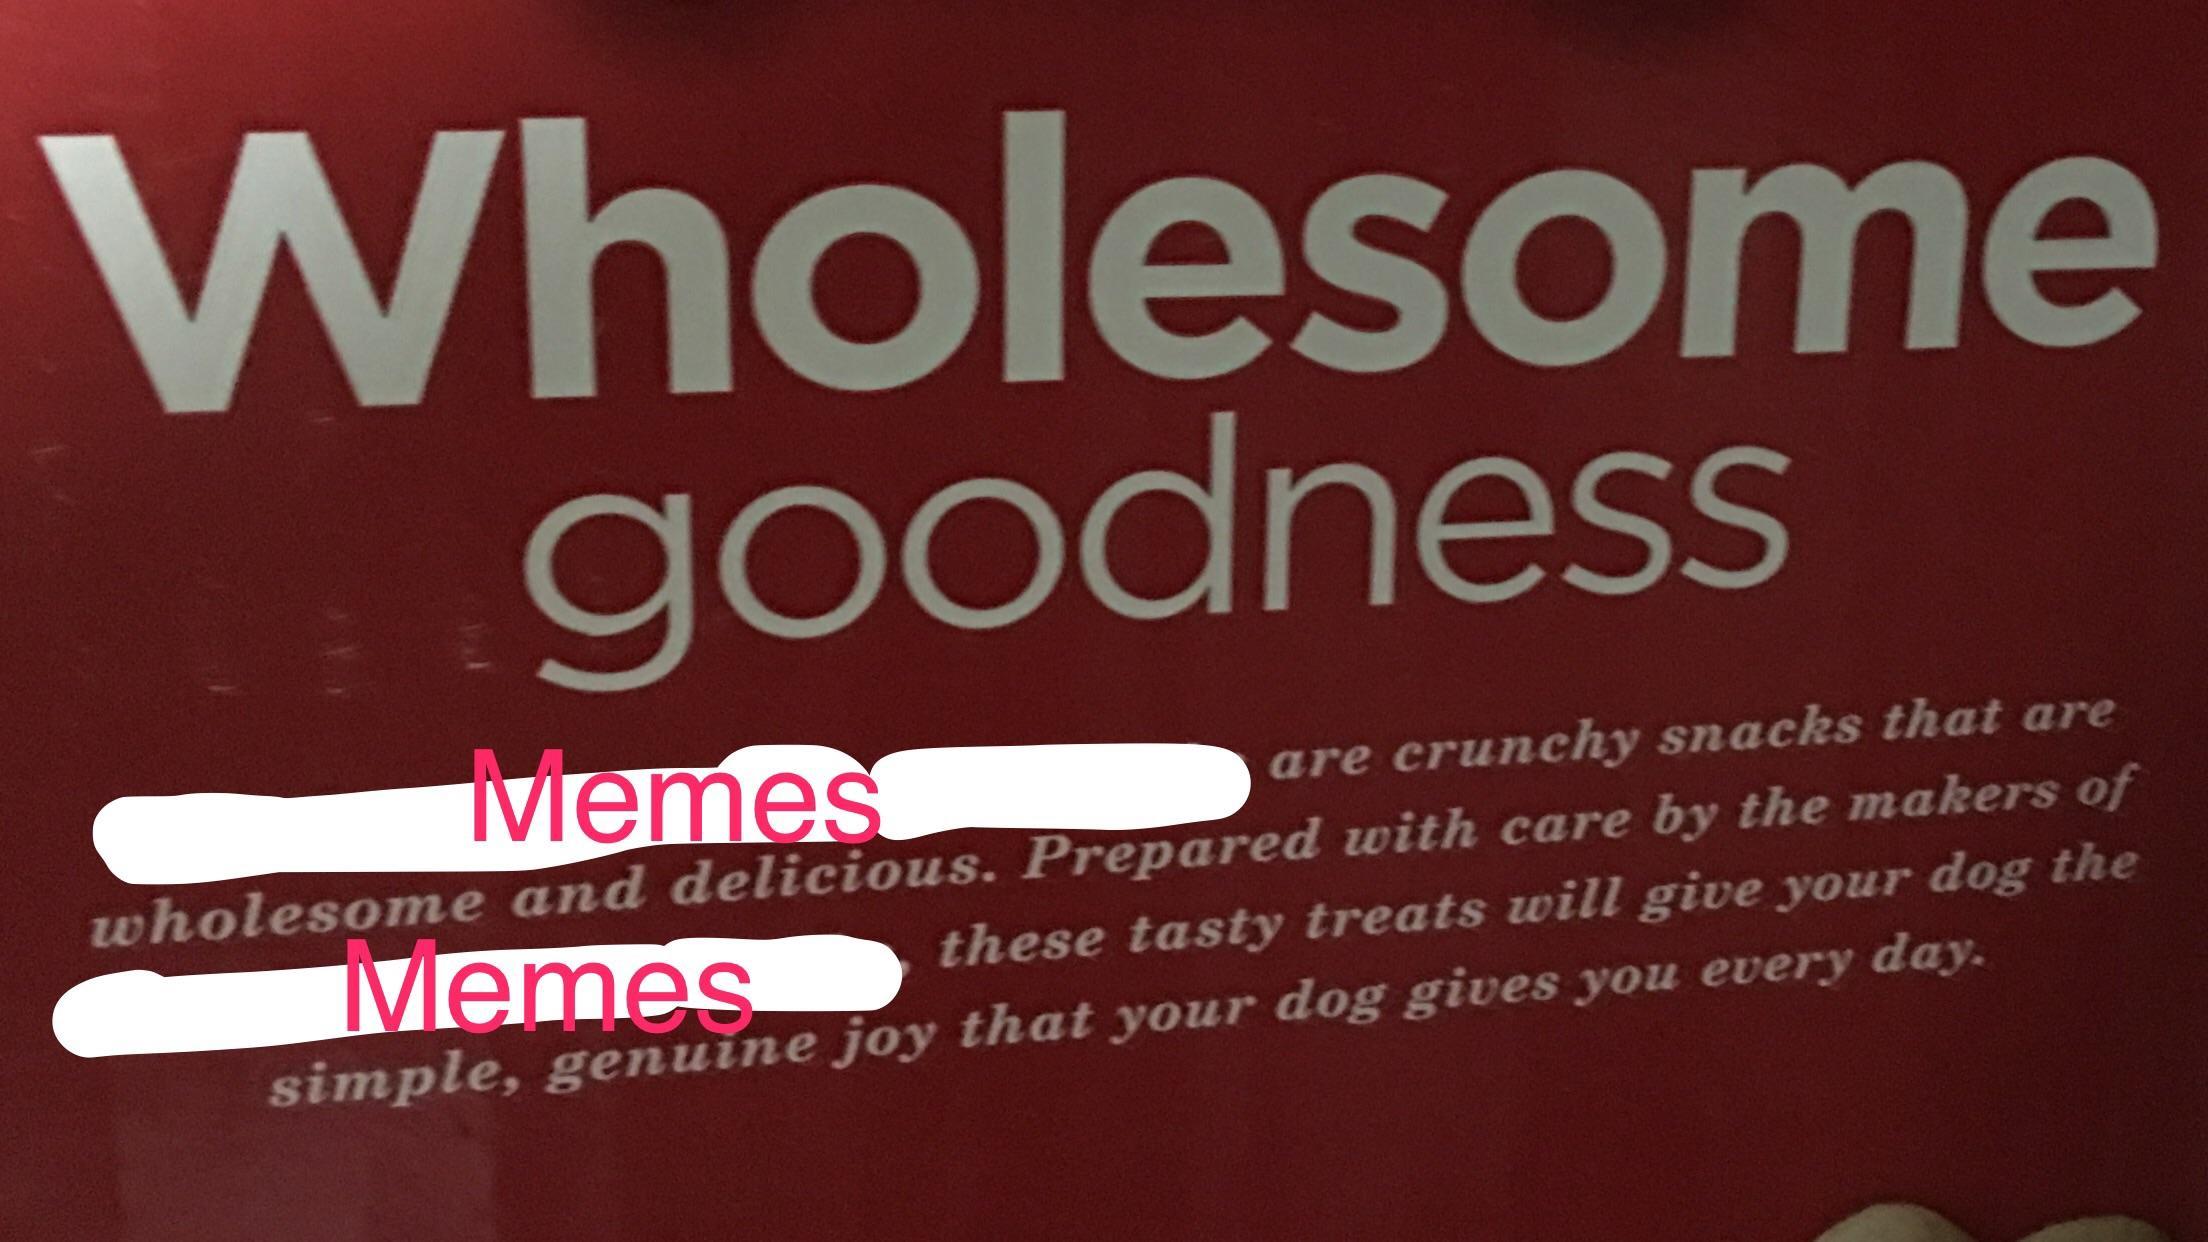 Wholesome
goodness
Memes are crunchy snacks that are
wholesome and delicious. Prepared with care by the makers of
Memes, these tasty treats will give your dog the
simple, genuine joy that your dog gives you every day.